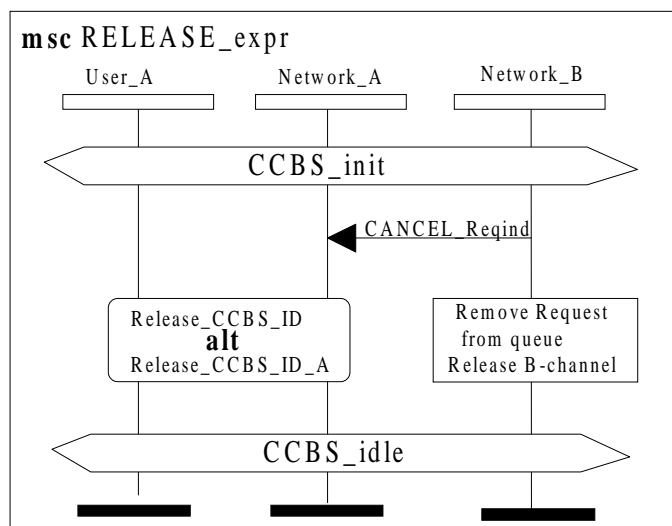 msc RELEASE_expr
User_A
Network_A
Network_B
CCBS_init
CANCEL_Reqind
Release_CCBS_ID
alt
Release_CCBS_ID_A
Remove Request
from queue
Release B-channel
CCBS_idle